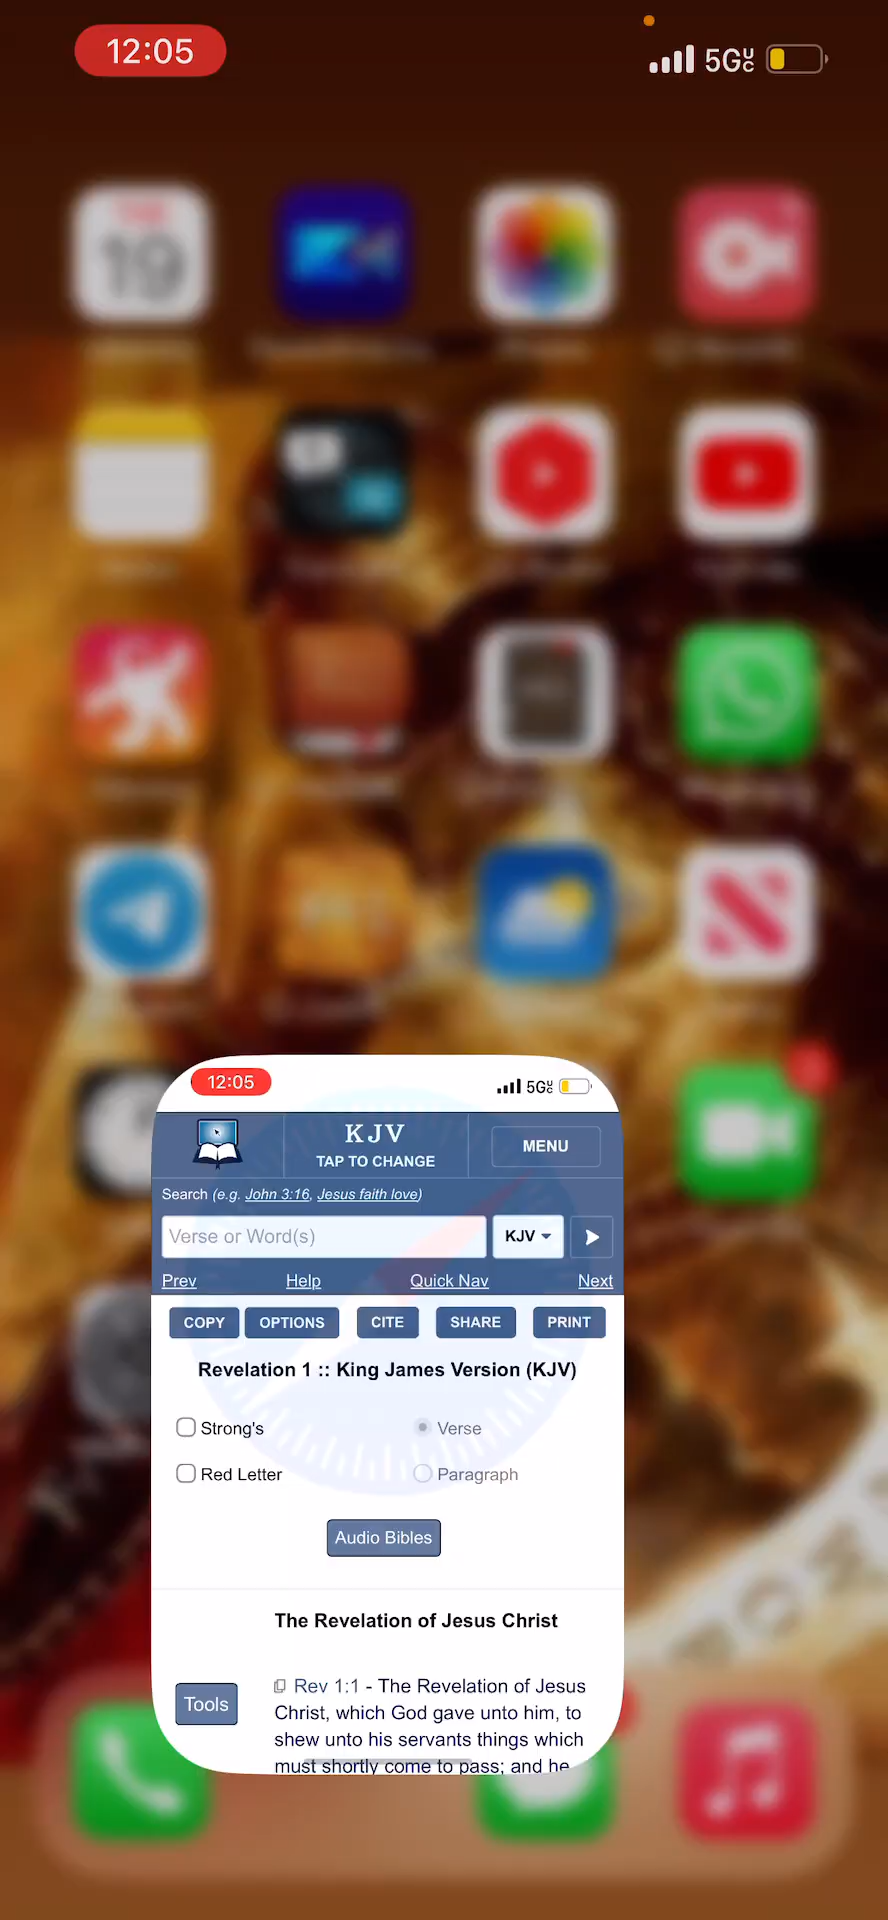 12:05
5GUC
19
12:05
5GUC
KJV
TAP TO CHANGE
MENU
Search (e.g. John 3:16, Jesus faith love)
Verse or Word(s)
KJV
Prev
Help
Quick Nav
Next
COPY
OPTIONS
CITE
SHARE
PRINT
Revelation 1 :: King James Version (KJV)
Strong's
Verse
Red Letter
Paragraph
Audio Bibles
The Revelation of Jesus Christ
Tools
Rev 1:1 - The Revelation of Jesus
Christ, which God gave unto him, to
shew unto his servants things which
must shortly come to pass; and he